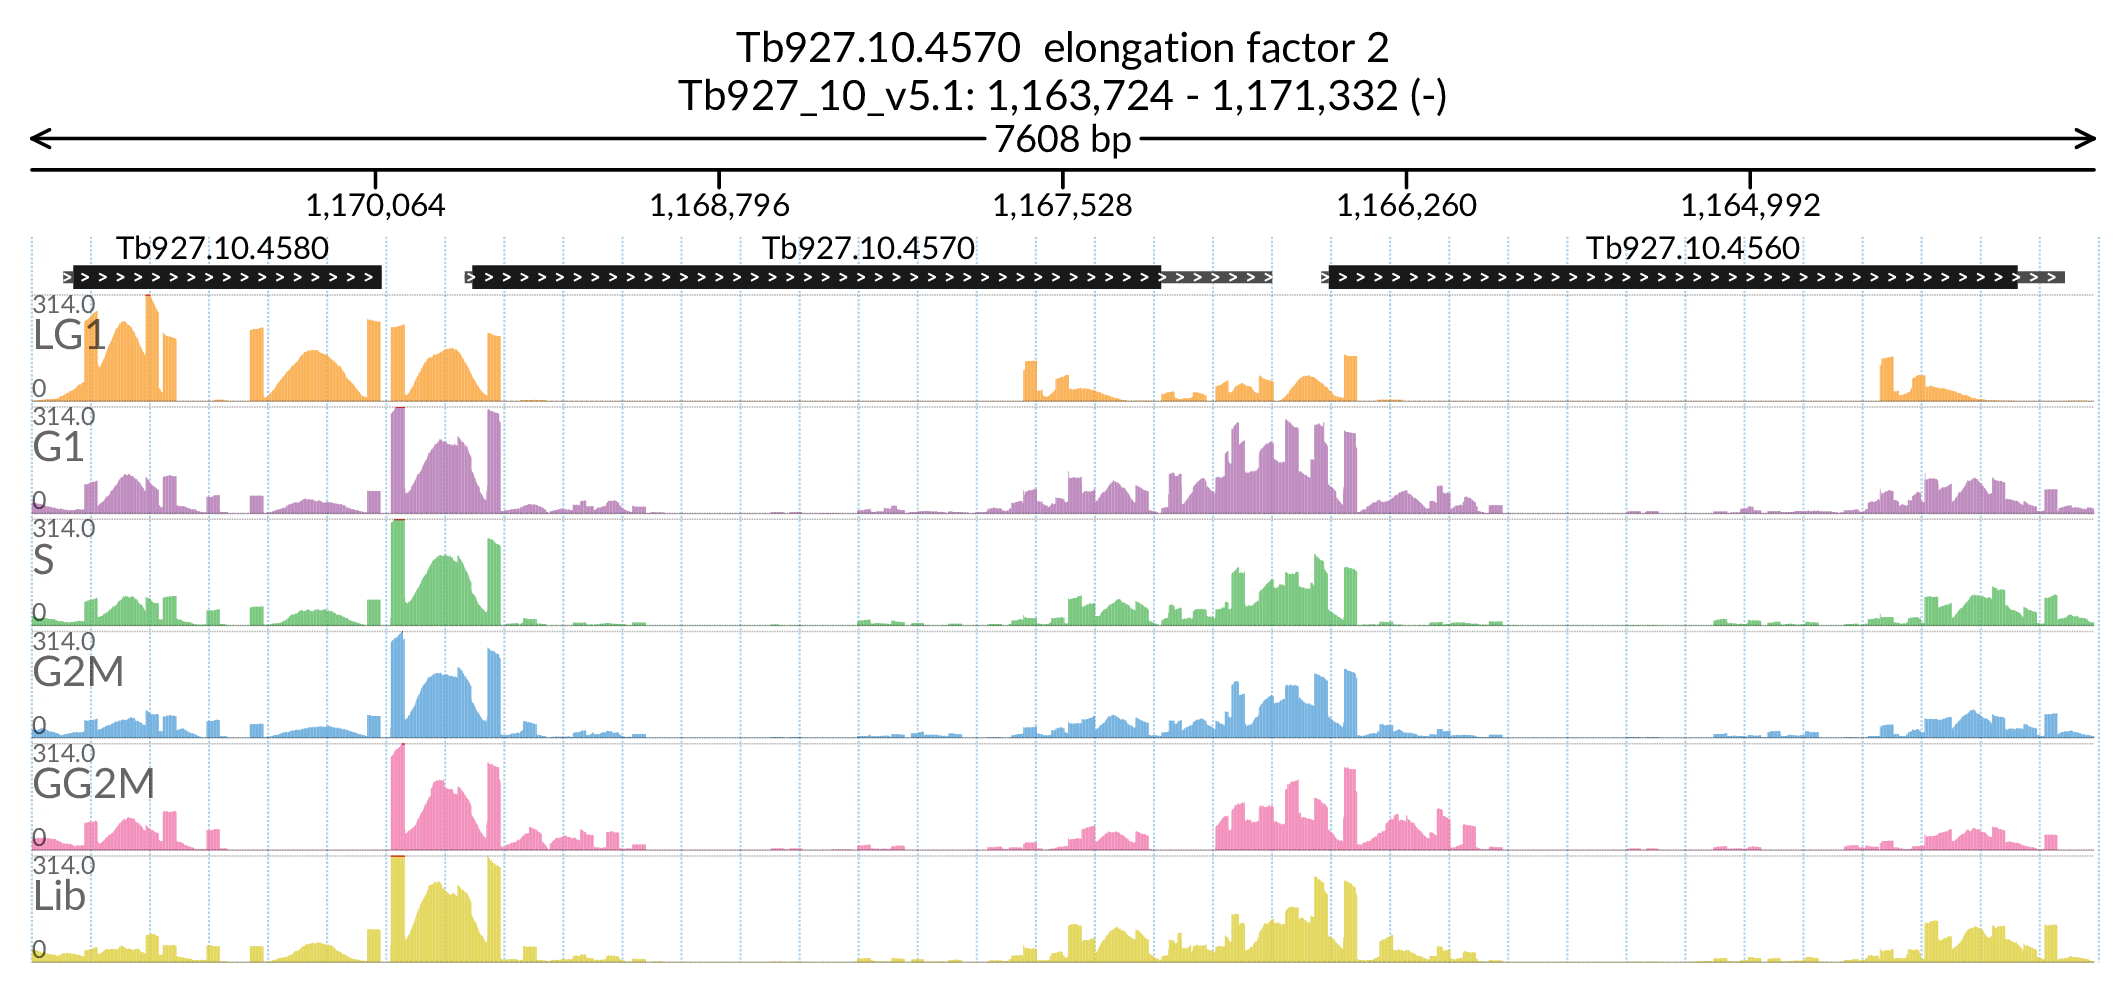 Tb927.10.4570 elongation factor 2
Tb927_10_v5.1: 1,163,724 - 1,171,332 (-)
7608 bp
1,170,064 1,168,796 1,167,528 1,166,260 1,164,992
Tb927.10.4580 Tb927.10.4570 Tb927.10.4560
314.0
LG1
0
314.0
G1
0
314.0
S
0
314.0
G2M
0
314.0
GG2M
0
314.0
Lib
0